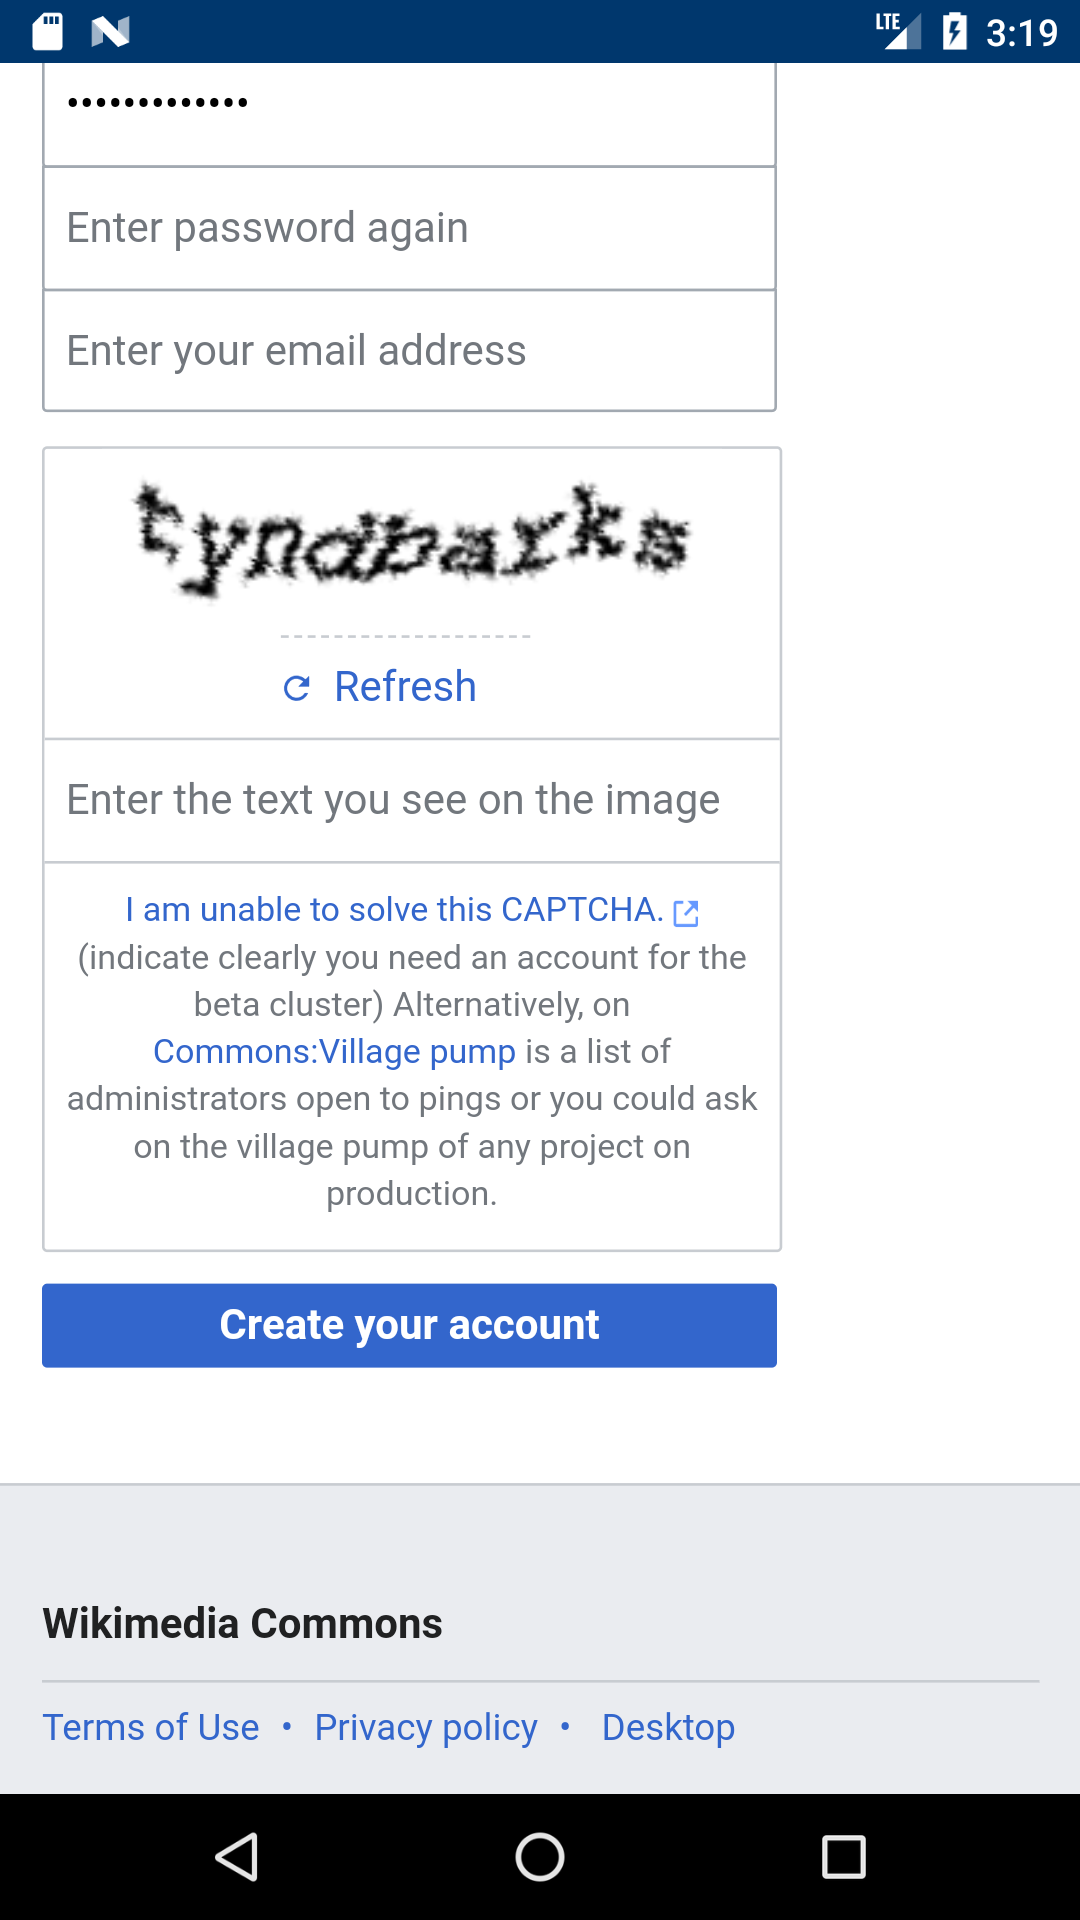 LTE 3:19
•••••••••••••
Enter password again
Enter your email address
Refresh
Enter the text you see on the image
I am unable to solve this CAPTCHA.
(indicate clearly you need an account for the
beta cluster) Alternatively, on
Commons:Village pump is a list of
administrators open to pings or you could ask
on the village pump of any project on
production.
Create your account
Wikimedia Commons
Terms of Use • Privacy policy • Desktop